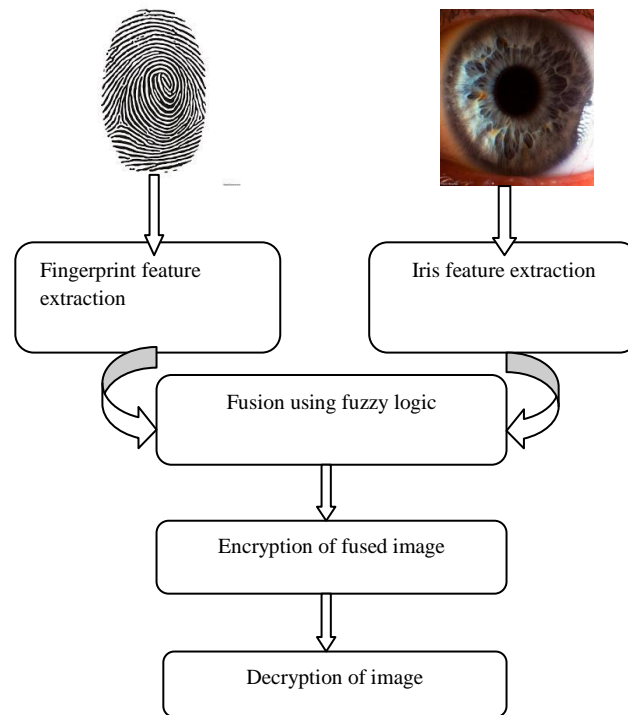 Fingerprint feature
extraction
Iris feature extraction
Fusion using fuzzy logic
Encryption of fused image
Decryption of image